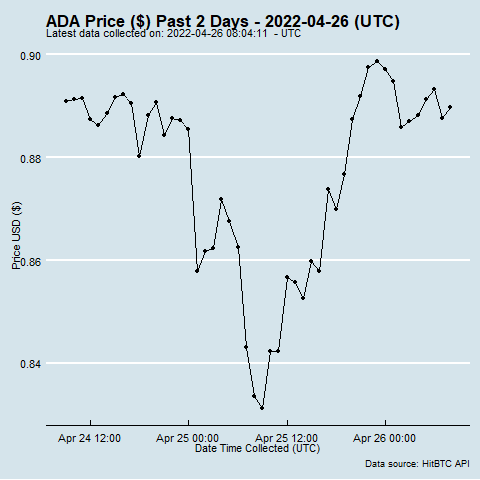 ADA Price ($) Past 2 Days - 2022-04-26 (UTC)
Latest data collected on: 2022-04-26 08:04:11  - UTC
0.90
0.88
0.86
0.84
Price USD ($)
Apr 24 12:00 Apr 25 00:00 Apr 25 12:00 Apr 26 00:00
Date Time Collected (UTC)
Data source: HitBTC API